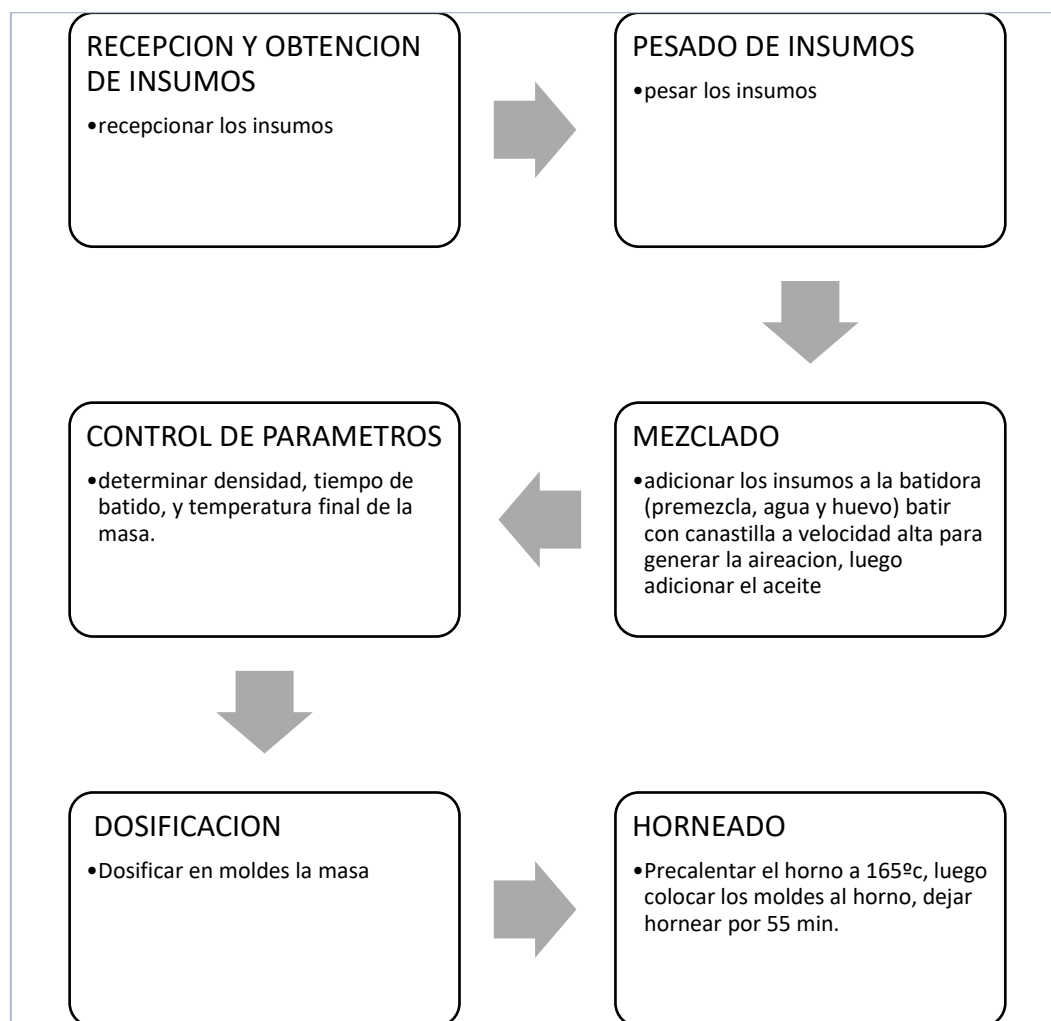 RECEPCION Y OBTENCION
DE INSUMOS
•recepcionar los insumos
PESADO DE INSUMOS
•pesar los insumos
MEZCLADO
•adicionar los insumos a la batidora
(premezcla, agua y huevo) batir
con canastilla a velocidad alta para
generar la aireacion, luego
adicionar el aceite
CONTROL DE PARAMETROS
•determinar densidad, tiempo de
batido, y temperatura final de la
masa.
DOSIFICACION
•Dosificar en moldes la masa
HORNEADO
•Precalentar el horno a 165ºc, luego
colocar los moldes al horno, dejar
hornear por 55 min.